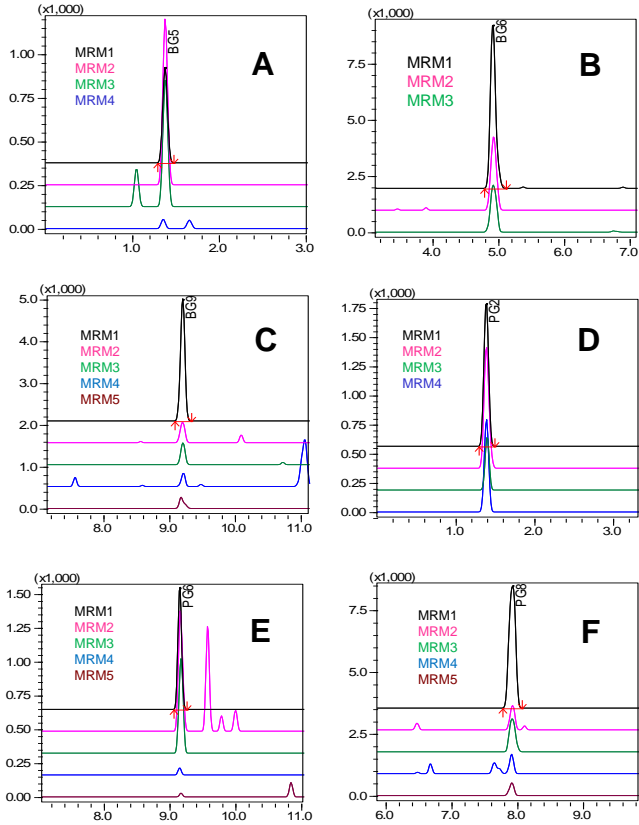 (x1,000)
BG5
A
MRM1
MRM2
MRM3
MRM4
1.00
0.75
0.50
0.25
0.00
1.0 2.0 3.0
(x1,000)
BG6
B
MRM1
MRM2
MRM3
7.5
5.0
2.5
0.0
4.0 5.0 6.0 7.0
(x1,000)
BG9
C
MRM1
MRM2
MRM3
MRM4
MRM5
5.0
4.0
3.0
2.0
1.0
0.0
8.0 9.0 10.0 11.0
(x1,000)
PG2
D
MRM1
MRM2
MRM3
MRM4
1.75
1.50
1.25
1.00
0.75
0.50
0.25
0.00
1.0 2.0 3.0
(x1,000)
PG6
E
MRM1
MRM2
MRM3
MRM4
MRM5
1.50
1.25
1.00
0.75
0.50
0.25
0.00
8.0 9.0 10.0 11.0
(x1,000)
PG8
F
MRM1
MRM2
MRM3
MRM4
MRM5
7.5
5.0
2.5
0.0
6.0 7.0 8.0 9.0